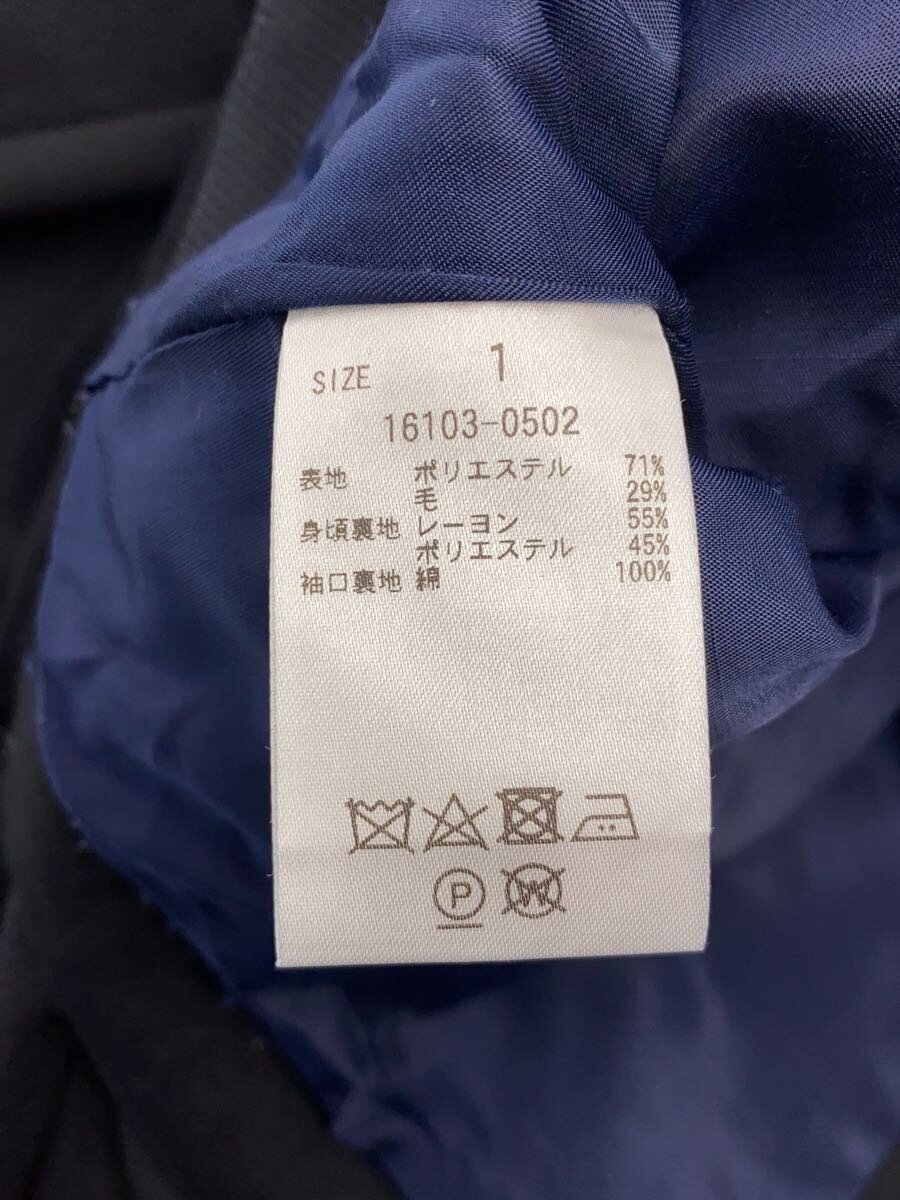 SIZE 1
16103-0502
表地 ポリエステル 71%
毛 29%
身頃裏地 レーヨン 55%
ポリエステル 45%
袖口裏地 綿 100%
P
W